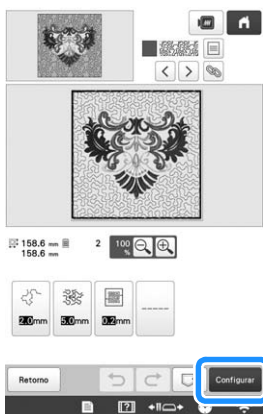 158.6 mm
158.6 mm
2
100 %
2.0mm
5.0mm
0.2mm
------
Retorno
Configurar